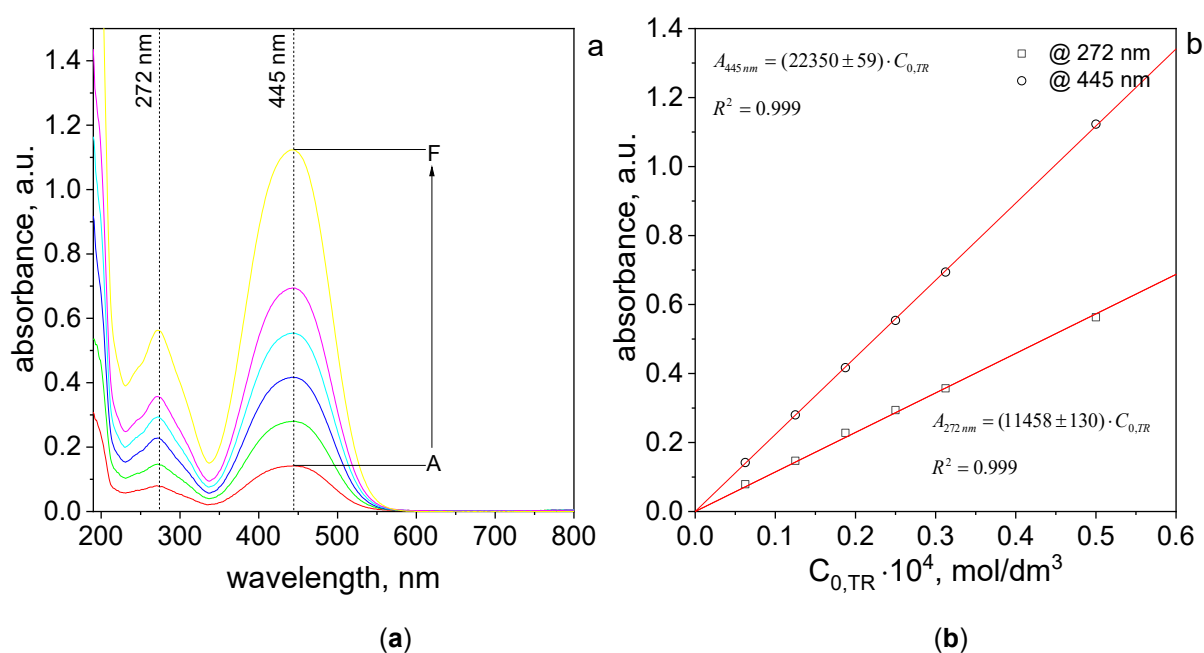 a
272 nm
445 nm
F
A
1.4
1.2
1.0
0.8
0.6
0.4
0.2
0.0
absorbance, a.u.
200 300 400 500 600 700 800
wavelength, nm
(a)
b
A₄₄₅ nm = (22350 ± 59) · C₀,TR
R² = 0.999
□ @ 272 nm
○ @ 445 nm
A₂₇₂ nm = (11458 ± 130) · C₀,TR
R² = 0.999
1.4
1.2
1.0
0.8
0.6
0.4
0.2
0.0
absorbance, a.u.
0.0 0.1 0.2 0.3 0.4 0.5 0.6
C₀,TR ·10⁴, mol/dm³
(b)